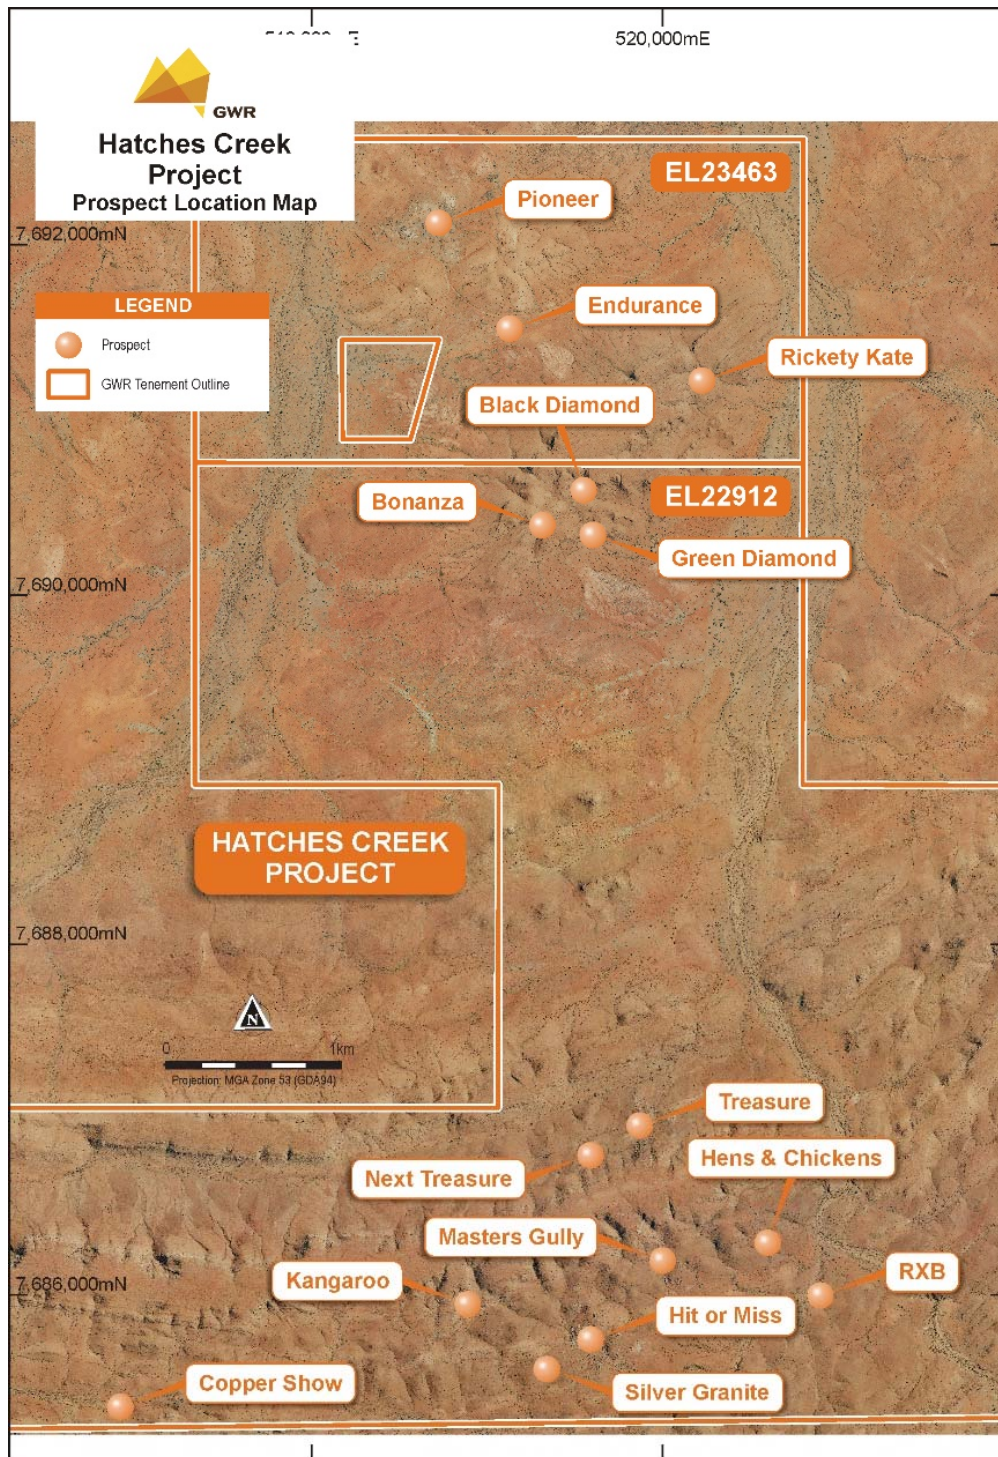 520,000mE
GWR
Hatches Creek
Project
Prospect Location Map
EL23463
Pioneer
7,692,000mN
LEGEND
Prospect
GWR Tenement Outline
Endurance
Rickety Kate
Black Diamond
EL22912
Bonanza
Green Diamond
7,690,000mN
HATCHES CREEK
PROJECT
7,688,000mN
N
0 1km
Projection: MGA Zone 53 (GDA94)
Treasure
Hens & Chickens
Next Treasure
Masters Gully
RXB
7,686,000mN
Kangaroo
Hit or Miss
Copper Show
Silver Granite